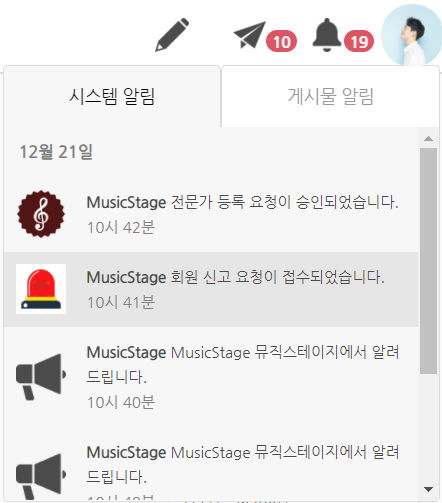 10 19
시스템 알림 게시물 알림
12월 21일
MusicStage 전문가 등록 요청이 승인되었습니다.
10시 42분
MusicStage 회원 신고 요청이 접수되었습니다.
10시 41분
MusicStage MusicStage 뮤직스테이지에서 알려
드립니다.
10시 40분
MusicStage MusicStage 뮤직스테이지에서 알려
드립니다.